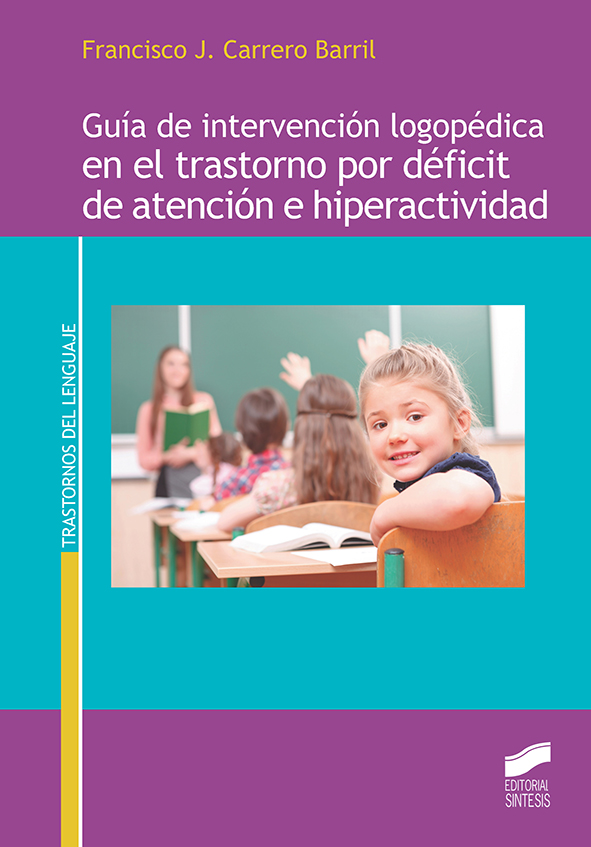 Francisco J. Carrero Barril
Guía de intervención logopédica
en el trastorno por déficit
de atención e hiperactividad
TRASTORNOS DEL LENGUAJE
EDITORIAL
SINTESIS